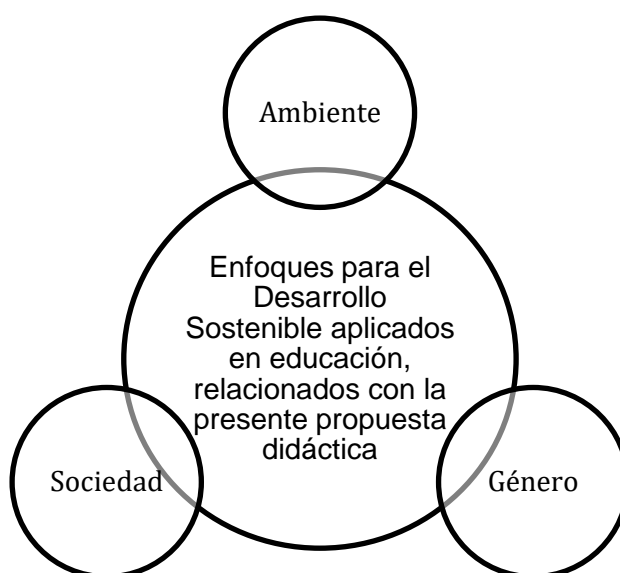 Ambiente
Enfoques para el
Desarrollo
Sostenible aplicados
en educación,
relacionados con la
presente propuesta
didáctica
Sociedad
Género